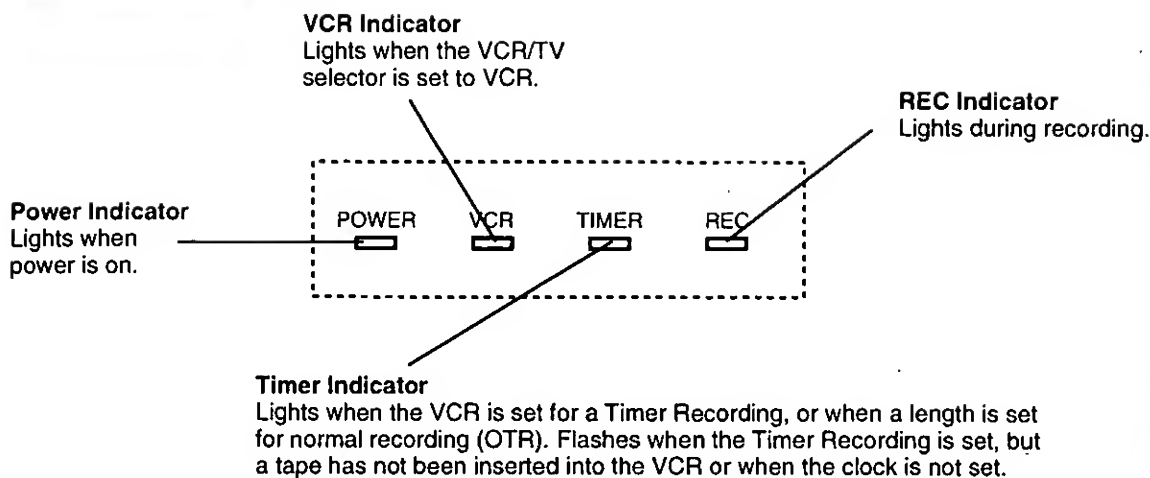 VCR Indicator
Lights when the VCR/TV
selector is set to VCR.
REC Indicator
Lights during recording.
Power Indicator
Lights when
power is on.
POWER VCR TIMER REC
Timer Indicator
Lights when the VCR is set for a Timer Recording, or when a length is set
for normal recording (OTR). Flashes when the Timer Recording is set, but
a tape has not been inserted into the VCR or when the clock is not set.